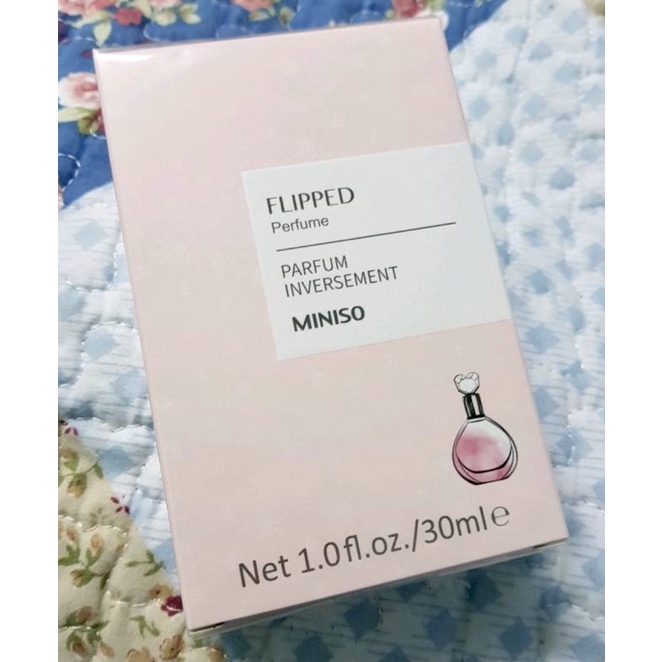 FLIPPED
Perfume
PARFUM
INVERSEMENT
MINISO
Net 1.0fl.oz./30ml℮